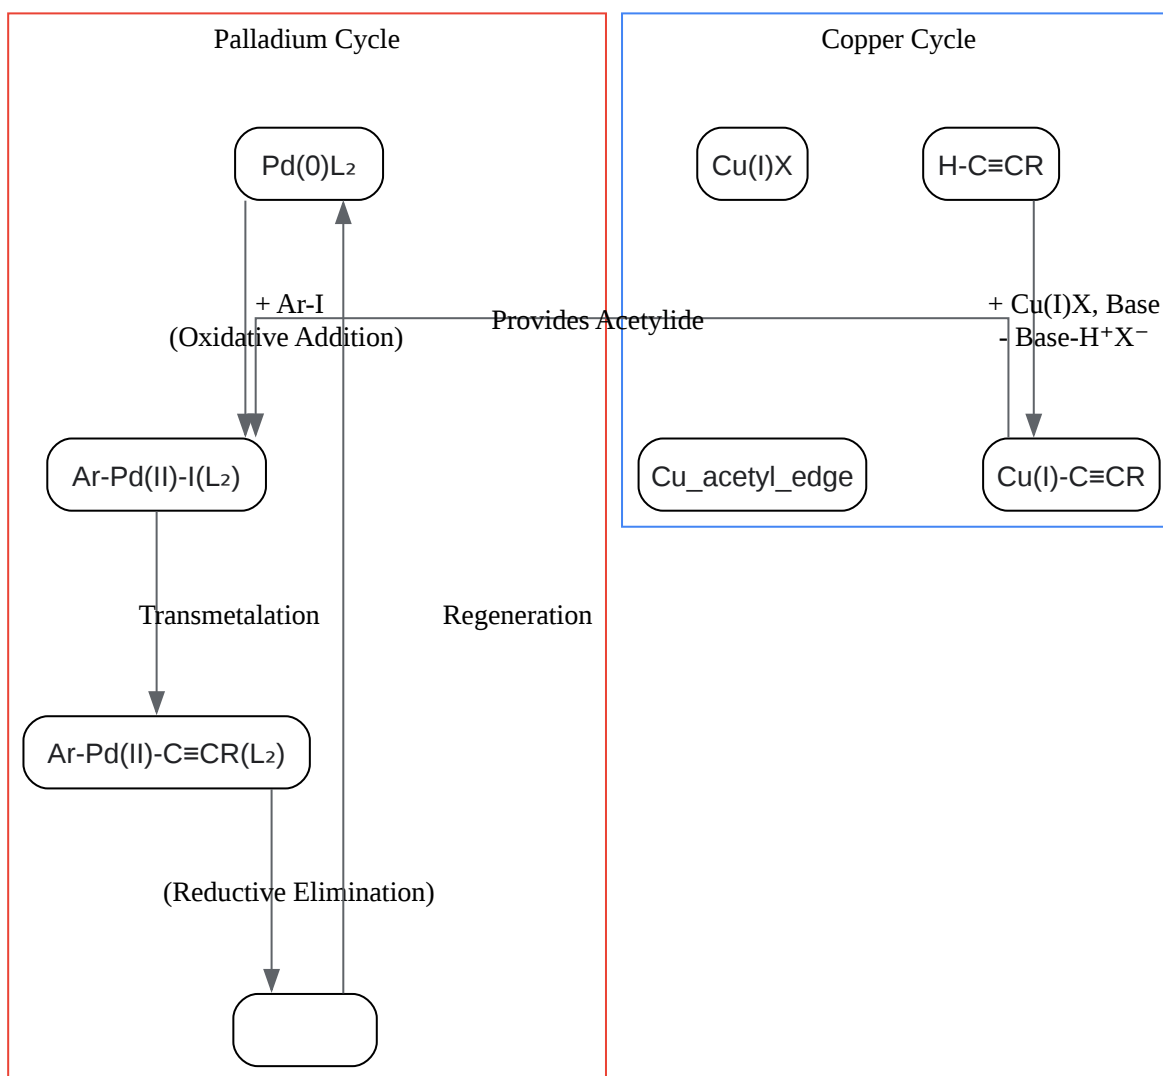 Palladium Cycle
Copper Cycle
Pd(0)L₂
Cu(I)X
H-C≡CR
+ Ar-I
(Oxidative Addition)
Provides Acetylide
+ Cu(I)X, Base
- Base-H⁺X⁻
Ar-Pd(II)-I(L₂)
Cu_acetyl_edge
Cu(I)-C≡CR
Transmetalation
Regeneration
Ar-Pd(II)-C≡CR(L₂)
(Reductive Elimination)